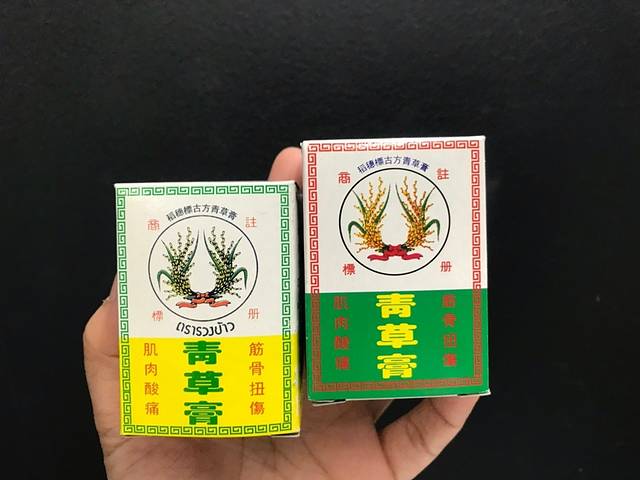 稻穗標古方青草膏
註冊
商標
ตรารวงข้าว
筋骨扭傷
青草膏
肌肉酸痛
稻穗標古方青草膏
註册
商標
筋骨扭傷
青草膏
肌肉酸痛